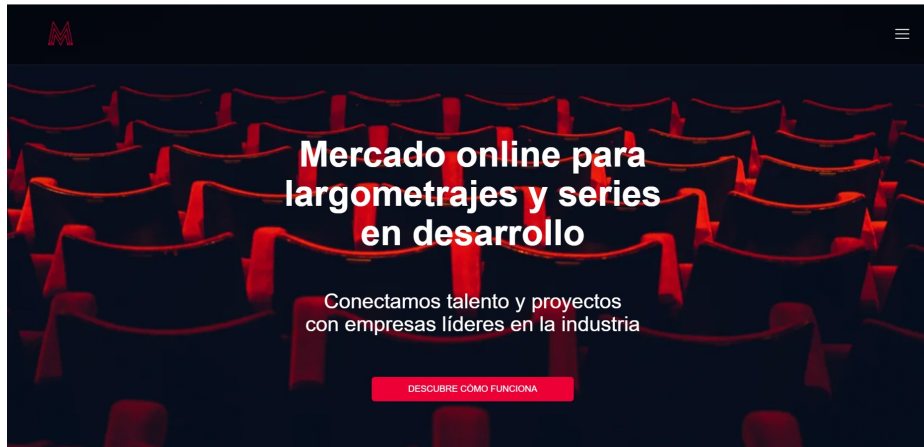 M
Mercado online para
largometrajes y series
en desarrollo
Conectamos talento y proyectos
con empresas líderes en la industria
DESCUBRE CÓMO FUNCIONA